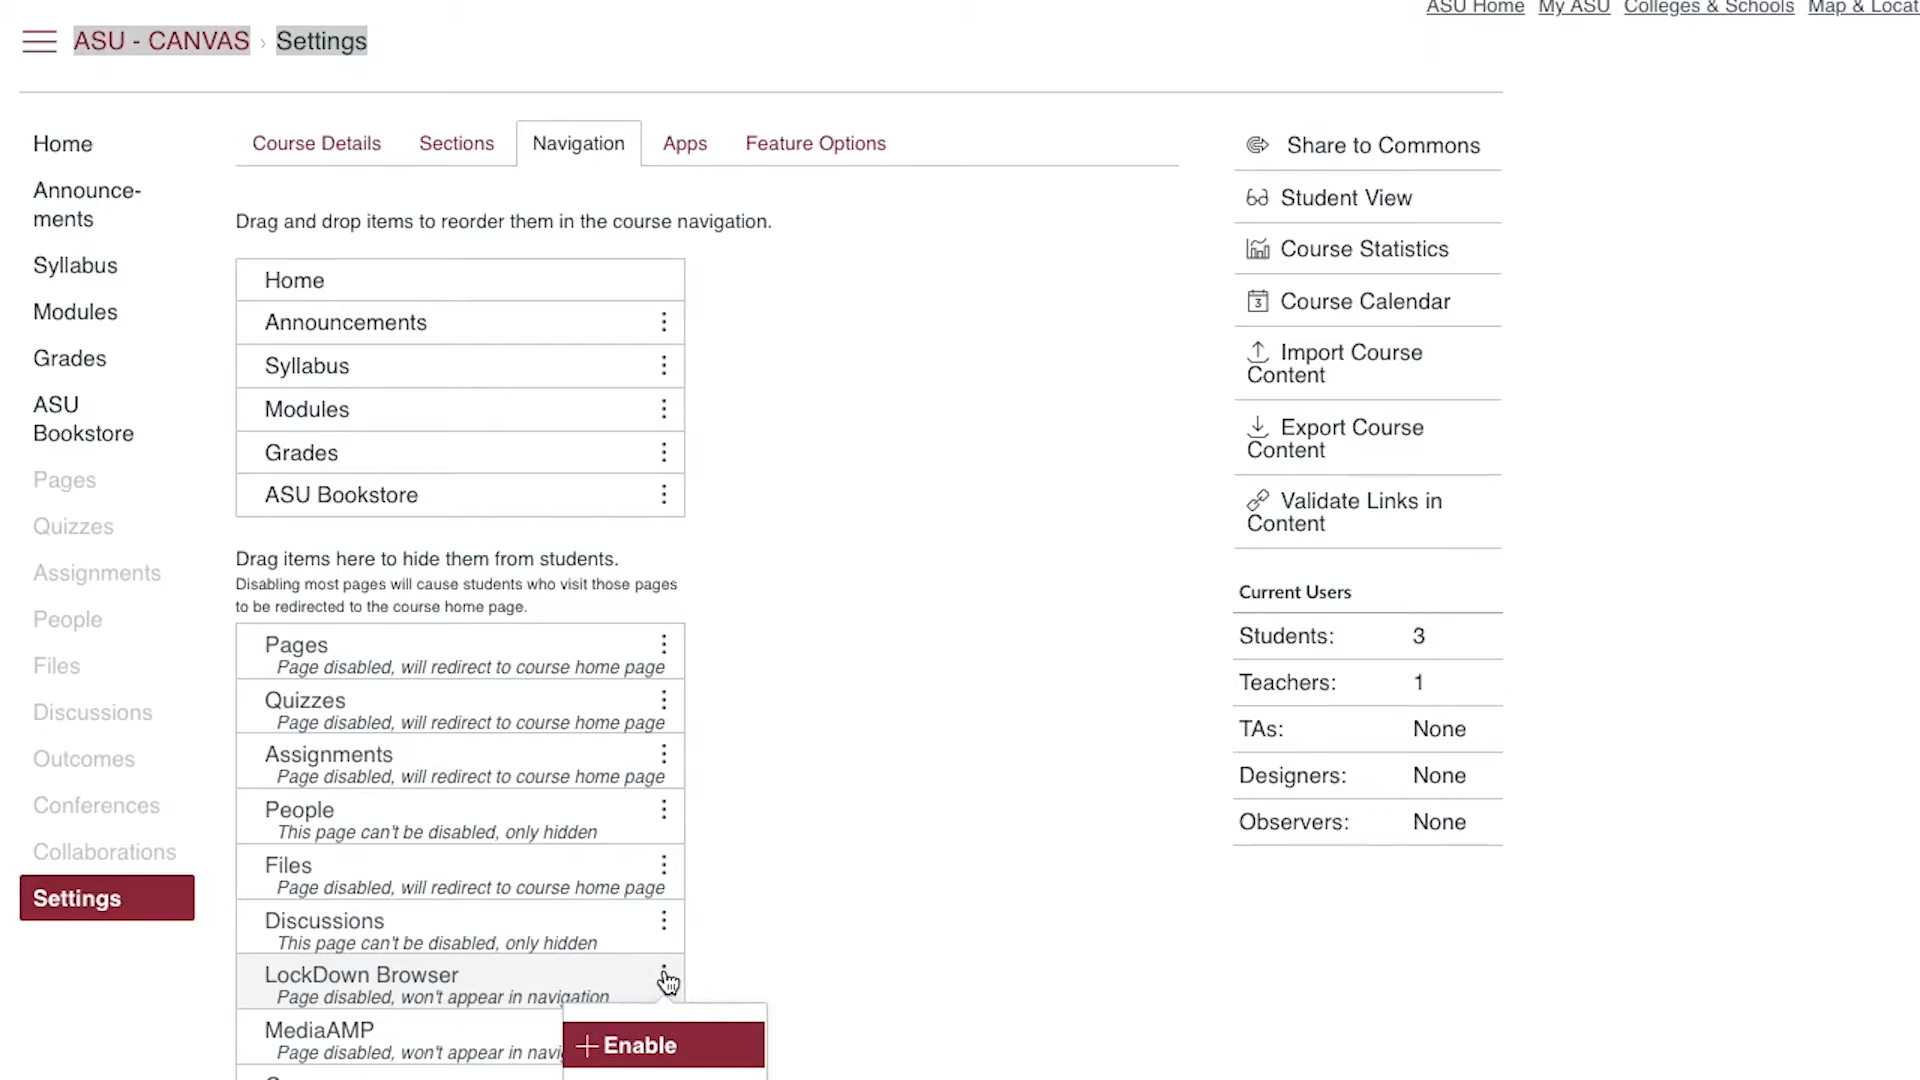 ASU Home My ASU Colleges & Schools Map & Locat
ASU - CANVAS › Settings
Home
Announce-
ments
Syllabus
Modules
Grades
ASU
Bookstore
Pages
Quizzes
Assignments
People
Files
Discussions
Outcomes
Conferences
Collaborations
Settings
Course Details Sections Navigation Apps Feature Options
Drag and drop items to reorder them in the course navigation.
Home
Announcements
Syllabus
Modules
Grades
ASU Bookstore
Drag items here to hide them from students.
Disabling most pages will cause students who visit those pages
to be redirected to the course home page.
Pages
Page disabled, will redirect to course home page
Quizzes
Page disabled, will redirect to course home page
Assignments
Page disabled, will redirect to course home page
People
This page can't be disabled, only hidden
Files
Page disabled, will redirect to course home page
Discussions
This page can't be disabled, only hidden
LockDown Browser
Page disabled, won't appear in navigation
MediaAMP
Page disabled, won't appear in navi
Enable
Share to Commons
Student View
Course Statistics
3 Course Calendar
Import Course
Content
Export Course
Content
Validate Links in
Content
Current Users
Students: 3
Teachers: 1
TAs: None
Designers: None
Observers: None